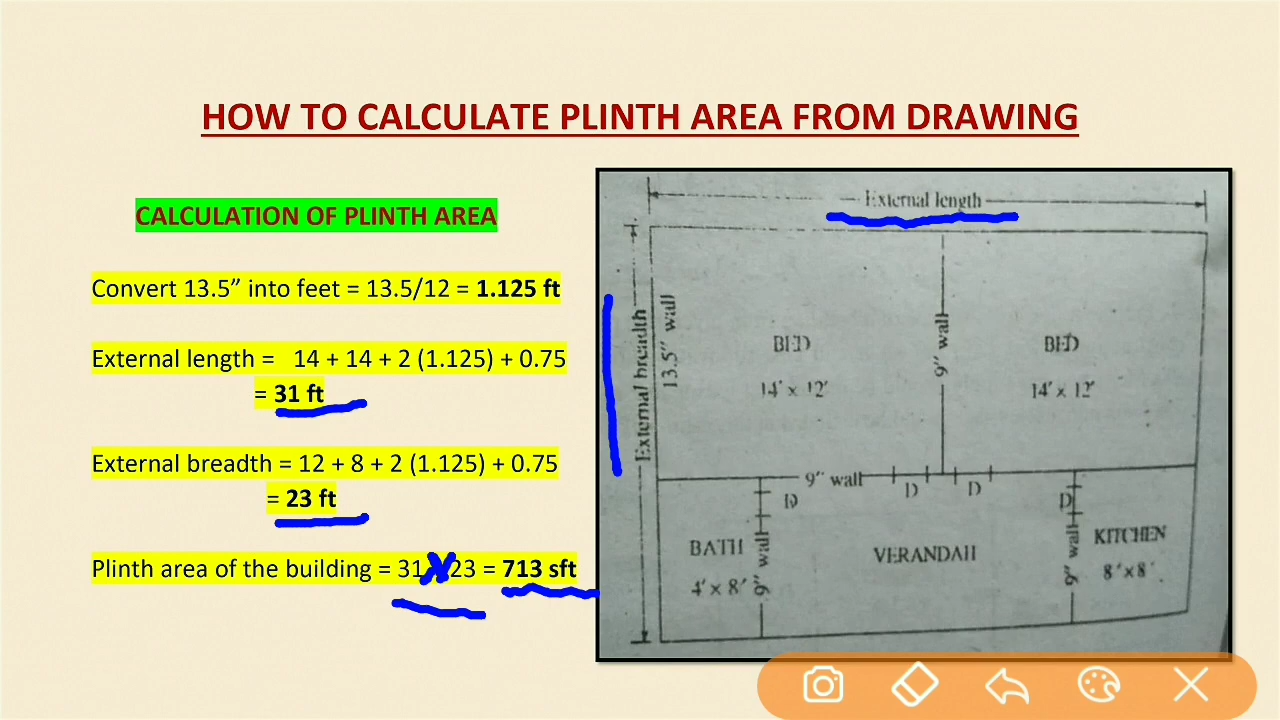 HOW TO CALCULATE PLINTH AREA FROM DRAWING
CALCULATION OF PLINTH AREA
Convert 13.5” into feet = 13.5/12 = 1.125 ft
External length = 14 + 14 + 2 (1.125) + 0.75
= 31 ft
External breadth = 12 + 8 + 2 (1.125) + 0.75
= 23 ft
Plinth area of the building = 31 X 23 = 713 sft
External length
External breadth
13.5" wall
BED
14' x 12'
9" wall
BED
14' x 12'
9" wall
D
D
D
D
BATH
4' x 8'
9" wall
VERANDAH
9" wall
KITCHEN
8'x8'